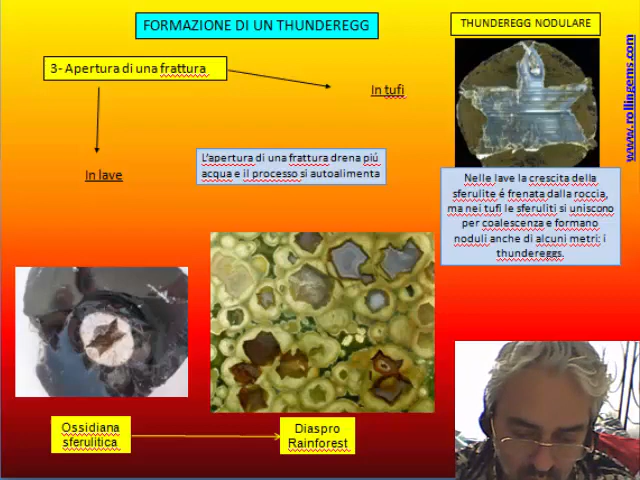 FORMAZIONE DI UN THUNDEREGG
THUNDEREGG NODULARE
www.rollingems.com
3- Apertura di una frattura
In tufi
In lave
L'apertura di una frattura drena piú
acqua e il processo si autoalimenta
Nelle lave la crescita della
sferulite é frenata dalla roccia,
ma nei tufi le sferuliti si uniscono
per coalescenza e formano
noduli anche di alcuni metri: i
thundereggs.
Ossidiana
sferulitica
Diaspro
Rainforest